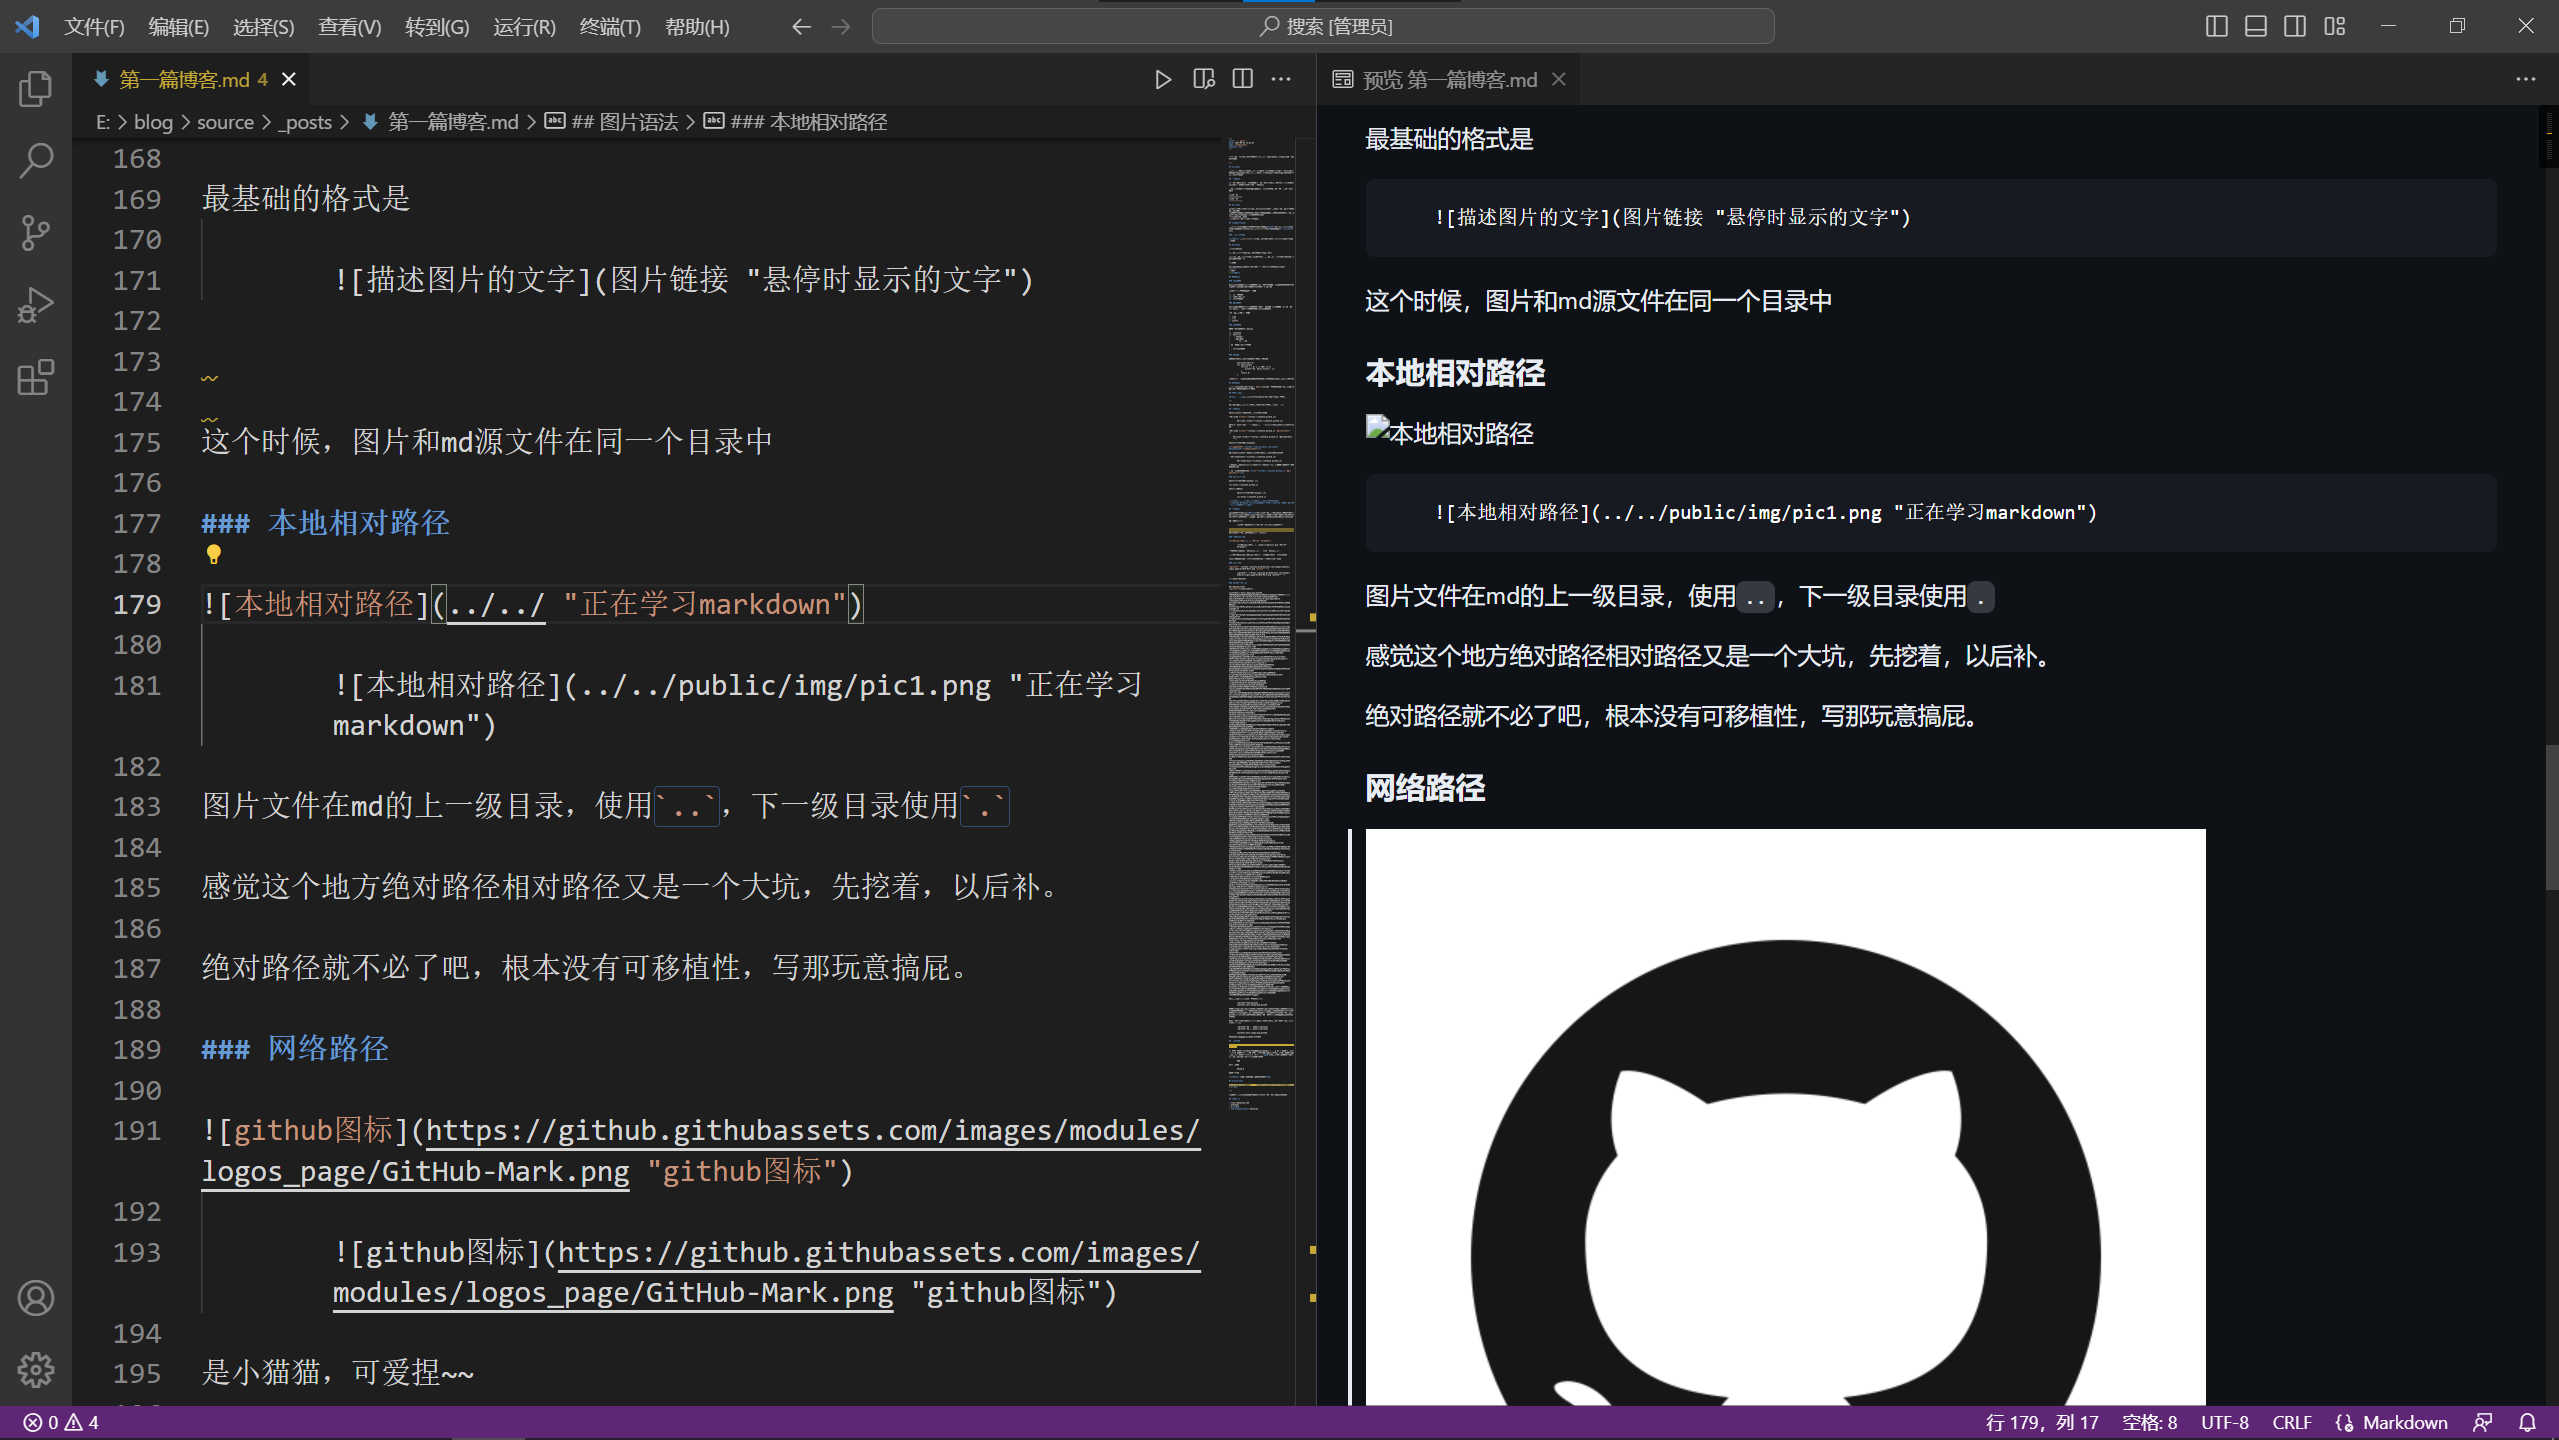 文件(F) 编辑(E) 选择(S) 查看(V) 转到(G) 运行(R) 终端(T) 帮助(H) 搜索 [管理员]
第一篇博客.md 4
E: > blog > source > _posts > 第一篇博客.md > ## 图片语法 > ### 本地相对路径
168
169 最基础的格式是
170
171 ![描述图片的文字](图片链接 "悬停时显示的文字")
172
173
174
175 这个时候，图片和md源文件在同一个目录中
176
177 ### 本地相对路径
178
179 ![本地相对路径](../../ "正在学习markdown")
180
181 ![本地相对路径](../../public/img/pic1.png "正在学习
markdown")
182
183 图片文件在md的上一级目录，使用`..`，下一级目录使用`.`
184
185 感觉这个地方绝对路径相对路径又是一个大坑，先挖着，以后补。
186
187 绝对路径就不必了吧，根本没有可移植性，写那玩意搞屁。
188
189 ### 网络路径
190
191 ![github图标](https://github.githubassets.com/images/modules/
logos_page/GitHub-Mark.png "github图标")
192
193 ![github图标](https://github.githubassets.com/images/
modules/logos_page/GitHub-Mark.png "github图标")
194
195 是小猫猫，可爱捏~~
预览 第一篇博客.md
最基础的格式是
![描述图片的文字](图片链接 "悬停时显示的文字")
这个时候，图片和md源文件在同一个目录中
本地相对路径
本地相对路径
![本地相对路径](../../public/img/pic1.png "正在学习markdown")
图片文件在md的上一级目录，使用..，下一级目录使用.
感觉这个地方绝对路径相对路径又是一个大坑，先挖着，以后补。
绝对路径就不必了吧，根本没有可移植性，写那玩意搞屁。
网络路径
0 4 行 179，列 17 空格: 8 UTF-8 CRLF Markdown